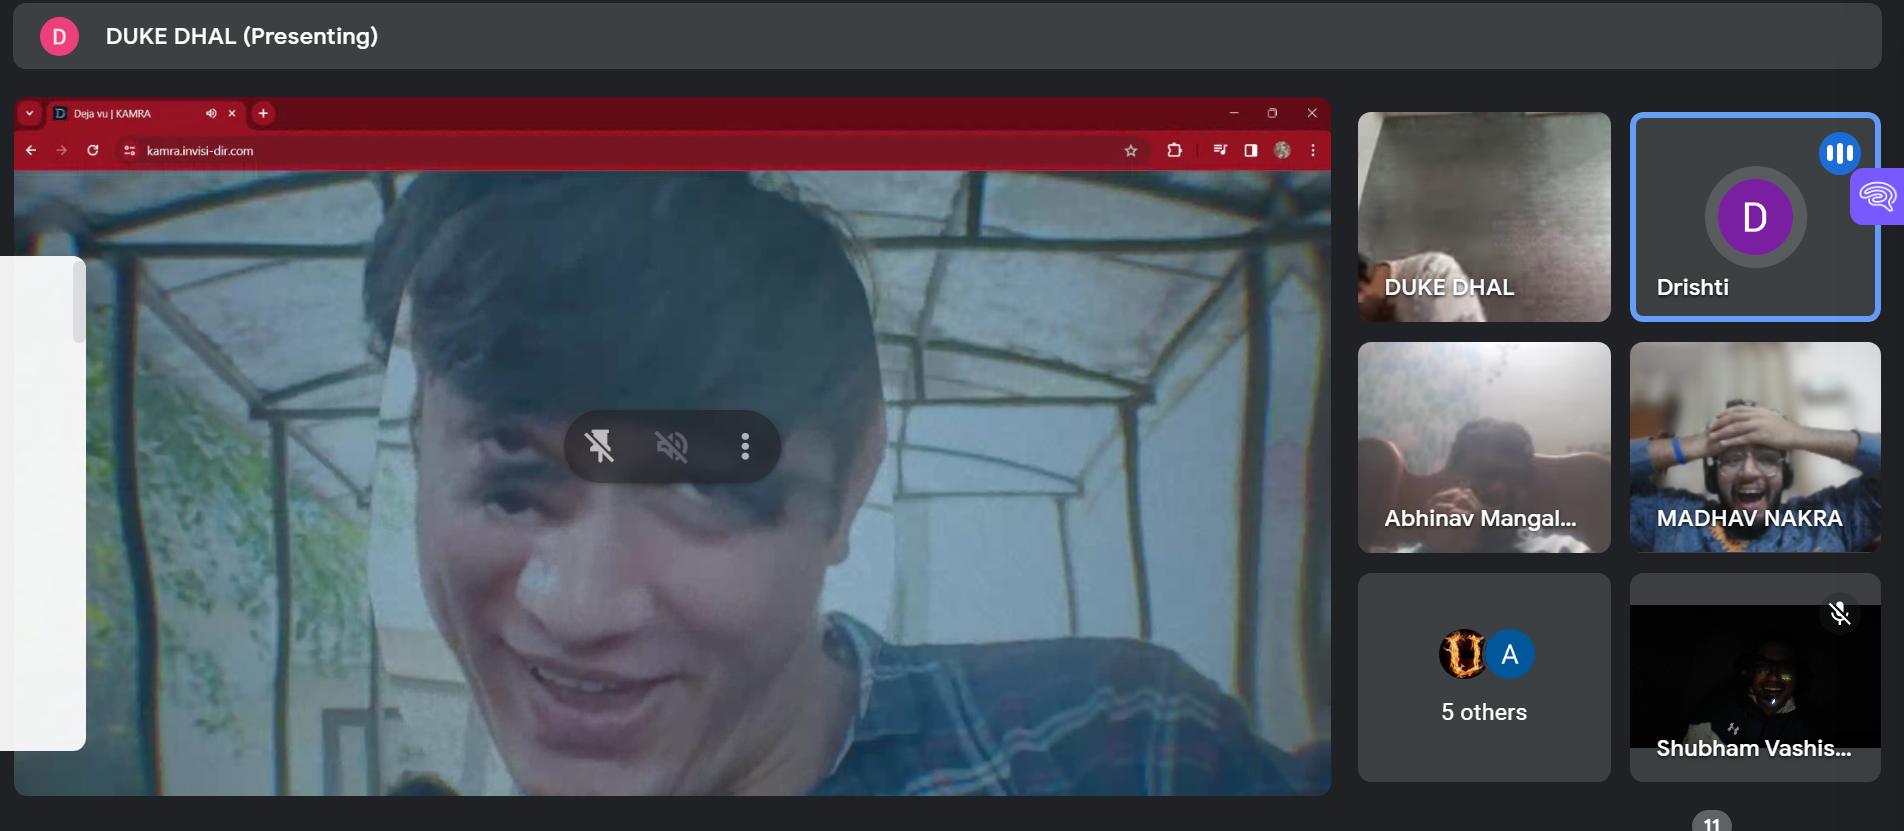 D
DUKE DHAL (Presenting)
D
Deja vu | KAMRA
kamra.invisi-dir.com
DUKE DHAL
D
Drishti
Abhinav Mangal...
MADHAV NAKRA
U
A
5 others
Shubham Vashis...
11